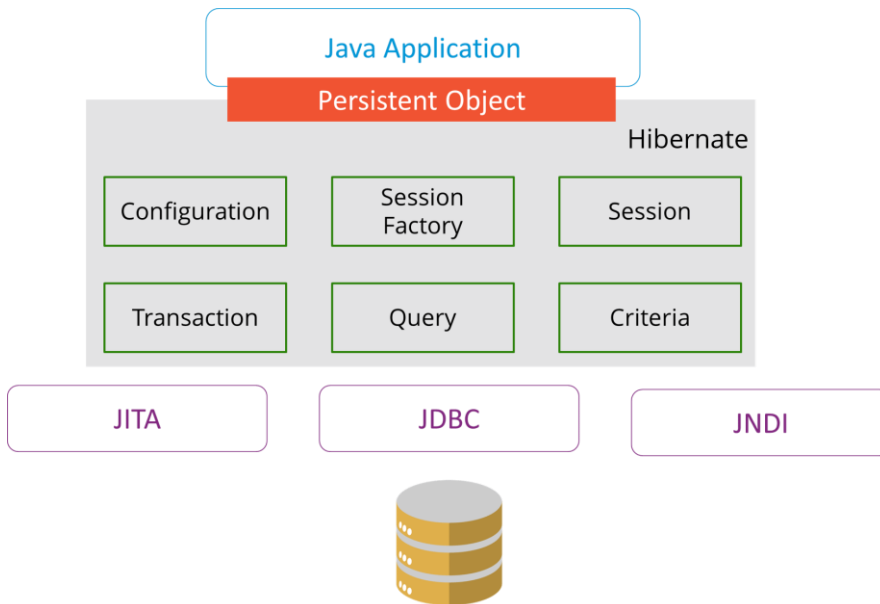 Java Application
Persistent Object
Hibernate
Configuration
Session
Factory
Session
Transaction
Query
Criteria
JITA
JDBC
JNDI